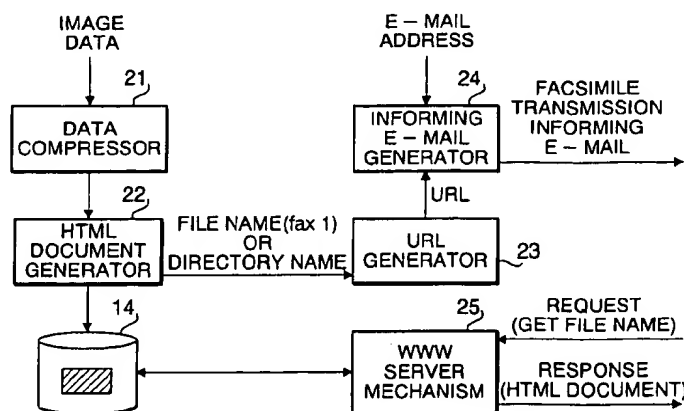 IMAGE
DATA
E-MAIL
ADDRESS
21
24
DATA
COMPRESSOR
INFORMING
E-MAIL
GENERATOR
FACSIMILE
TRANSMISSION
INFORMING
E-MAIL
22
URL
HTML
DOCUMENT
GENERATOR
FILE NAME(fax 1)
OR
DIRECTORY NAME
URL
GENERATOR
23
14
25
WWW
SERVER
MECHANISM
REQUEST
(GET FILE NAME)
RESPONSE
(HTML DOCUMENT)